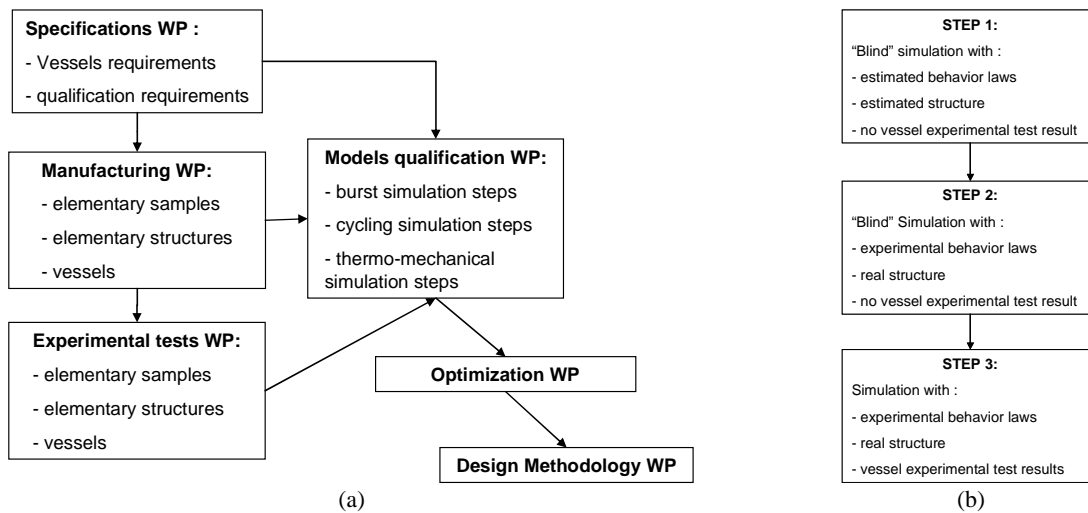 Specifications WP :
- Vessels requirements
- qualification requirements
Manufacturing WP:
- elementary samples
- elementary structures
- vessels
Experimental tests WP:
- elementary samples
- elementary structures
- vessels
Models qualification WP:
- burst simulation steps
- cycling simulation steps
- thermo-mechanical
simulation steps
Optimization WP
Design Methodology WP
(a)
STEP 1:
“Blind” simulation with :
- estimated behavior laws
- estimated structure
- no vessel experimental test result
STEP 2:
“Blind” Simulation with :
- experimental behavior laws
- real structure
- no vessel experimental test result
STEP 3:
Simulation with :
- experimental behavior laws
- real structure
- vessel experimental test results
(b)